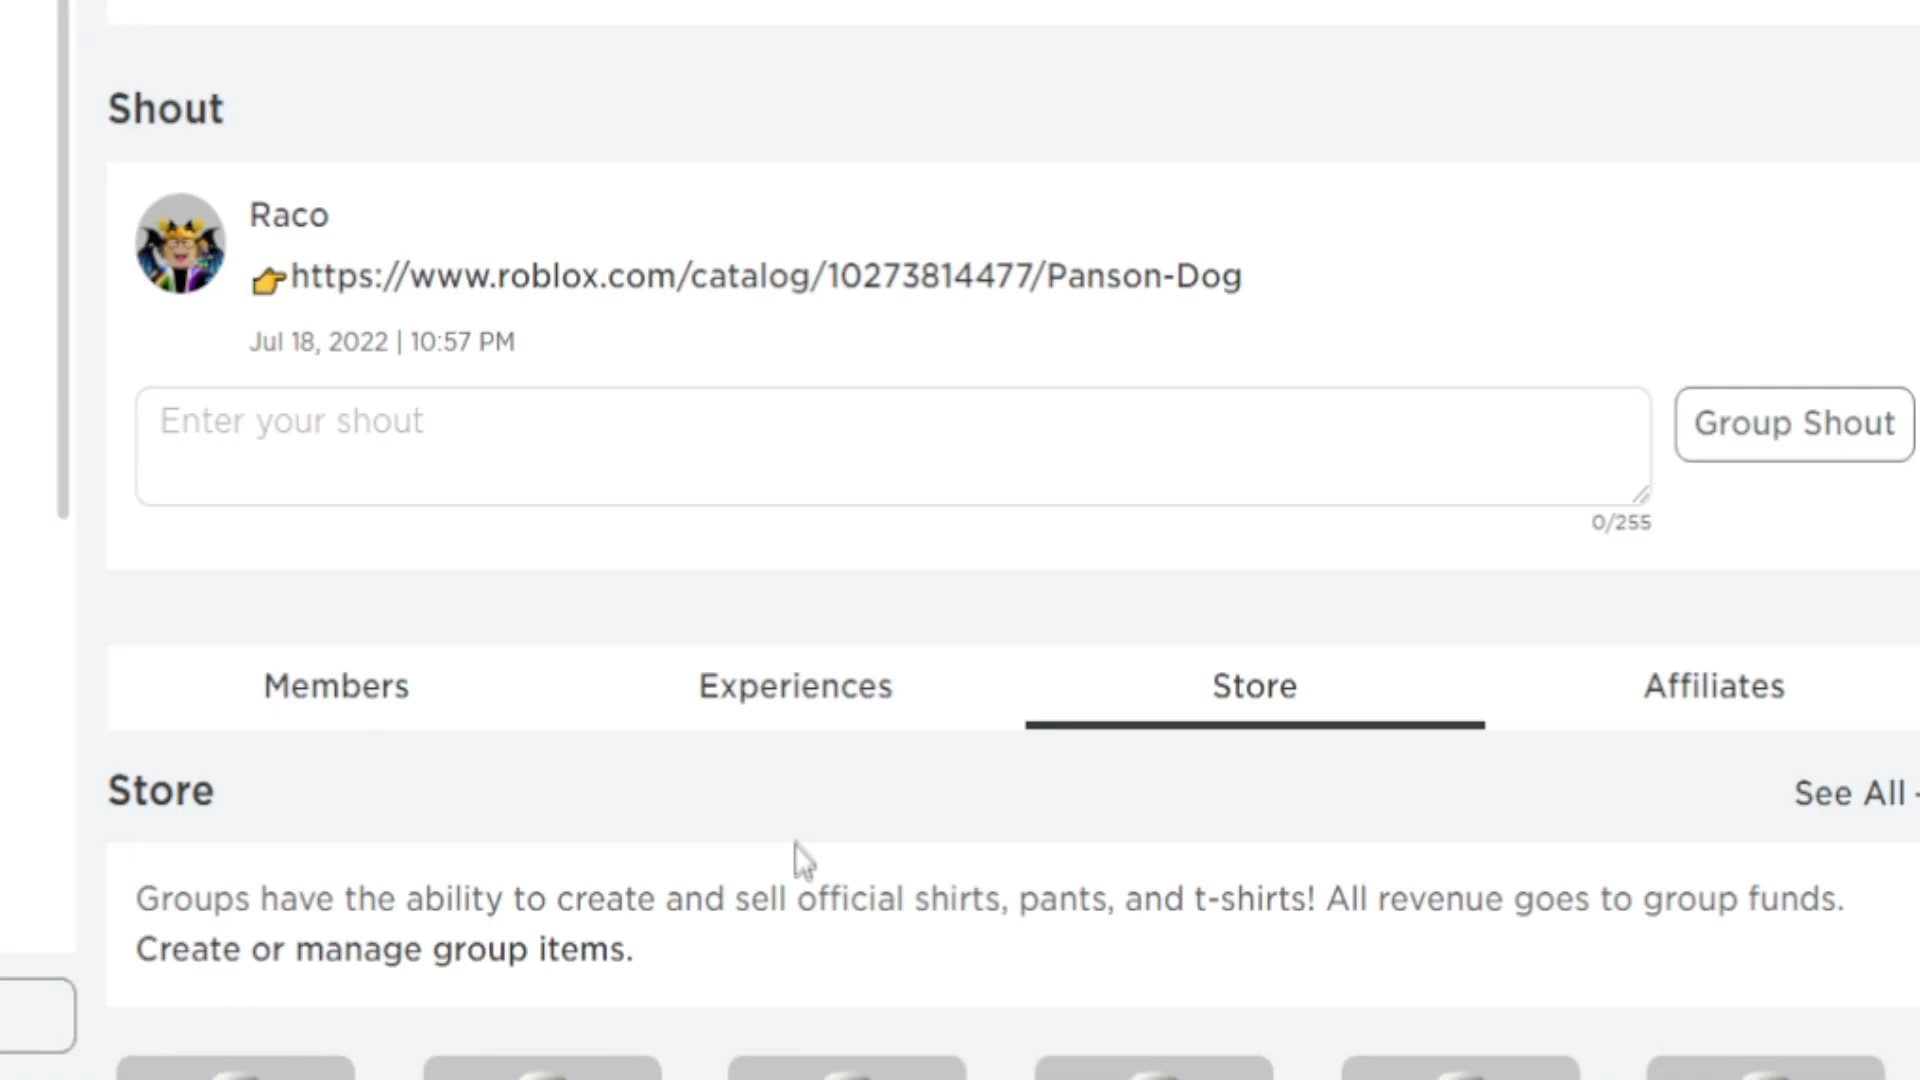 Shout
Raco
👉https://www.roblox.com/catalog/10273814477/Panson-Dog
Jul 18, 2022 | 10:57 PM
Enter your shout
Group Shout
0/255
Members Experiences Store Affiliates
Store
See All
Groups have the ability to create and sell official shirts, pants, and t-shirts! All revenue goes to group funds.
Create or manage group items.